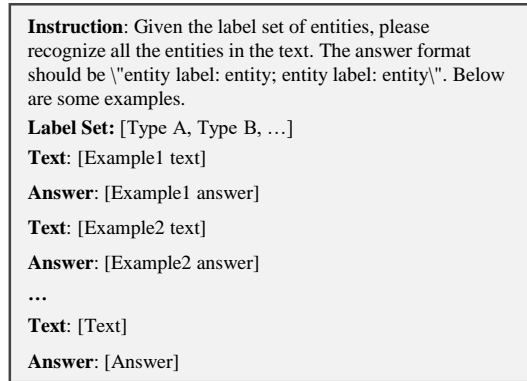 Instruction: Given the label set of entities, please
recognize all the entities in the text. The answer format
should be \"entity label: entity; entity label: entity\". Below
are some examples.
Label Set: [Type A, Type B, …]
Text: [Example1 text]
Answer: [Example1 answer]
Text: [Example2 text]
Answer: [Example2 answer]
…
Text: [Text]
Answer: [Answer]